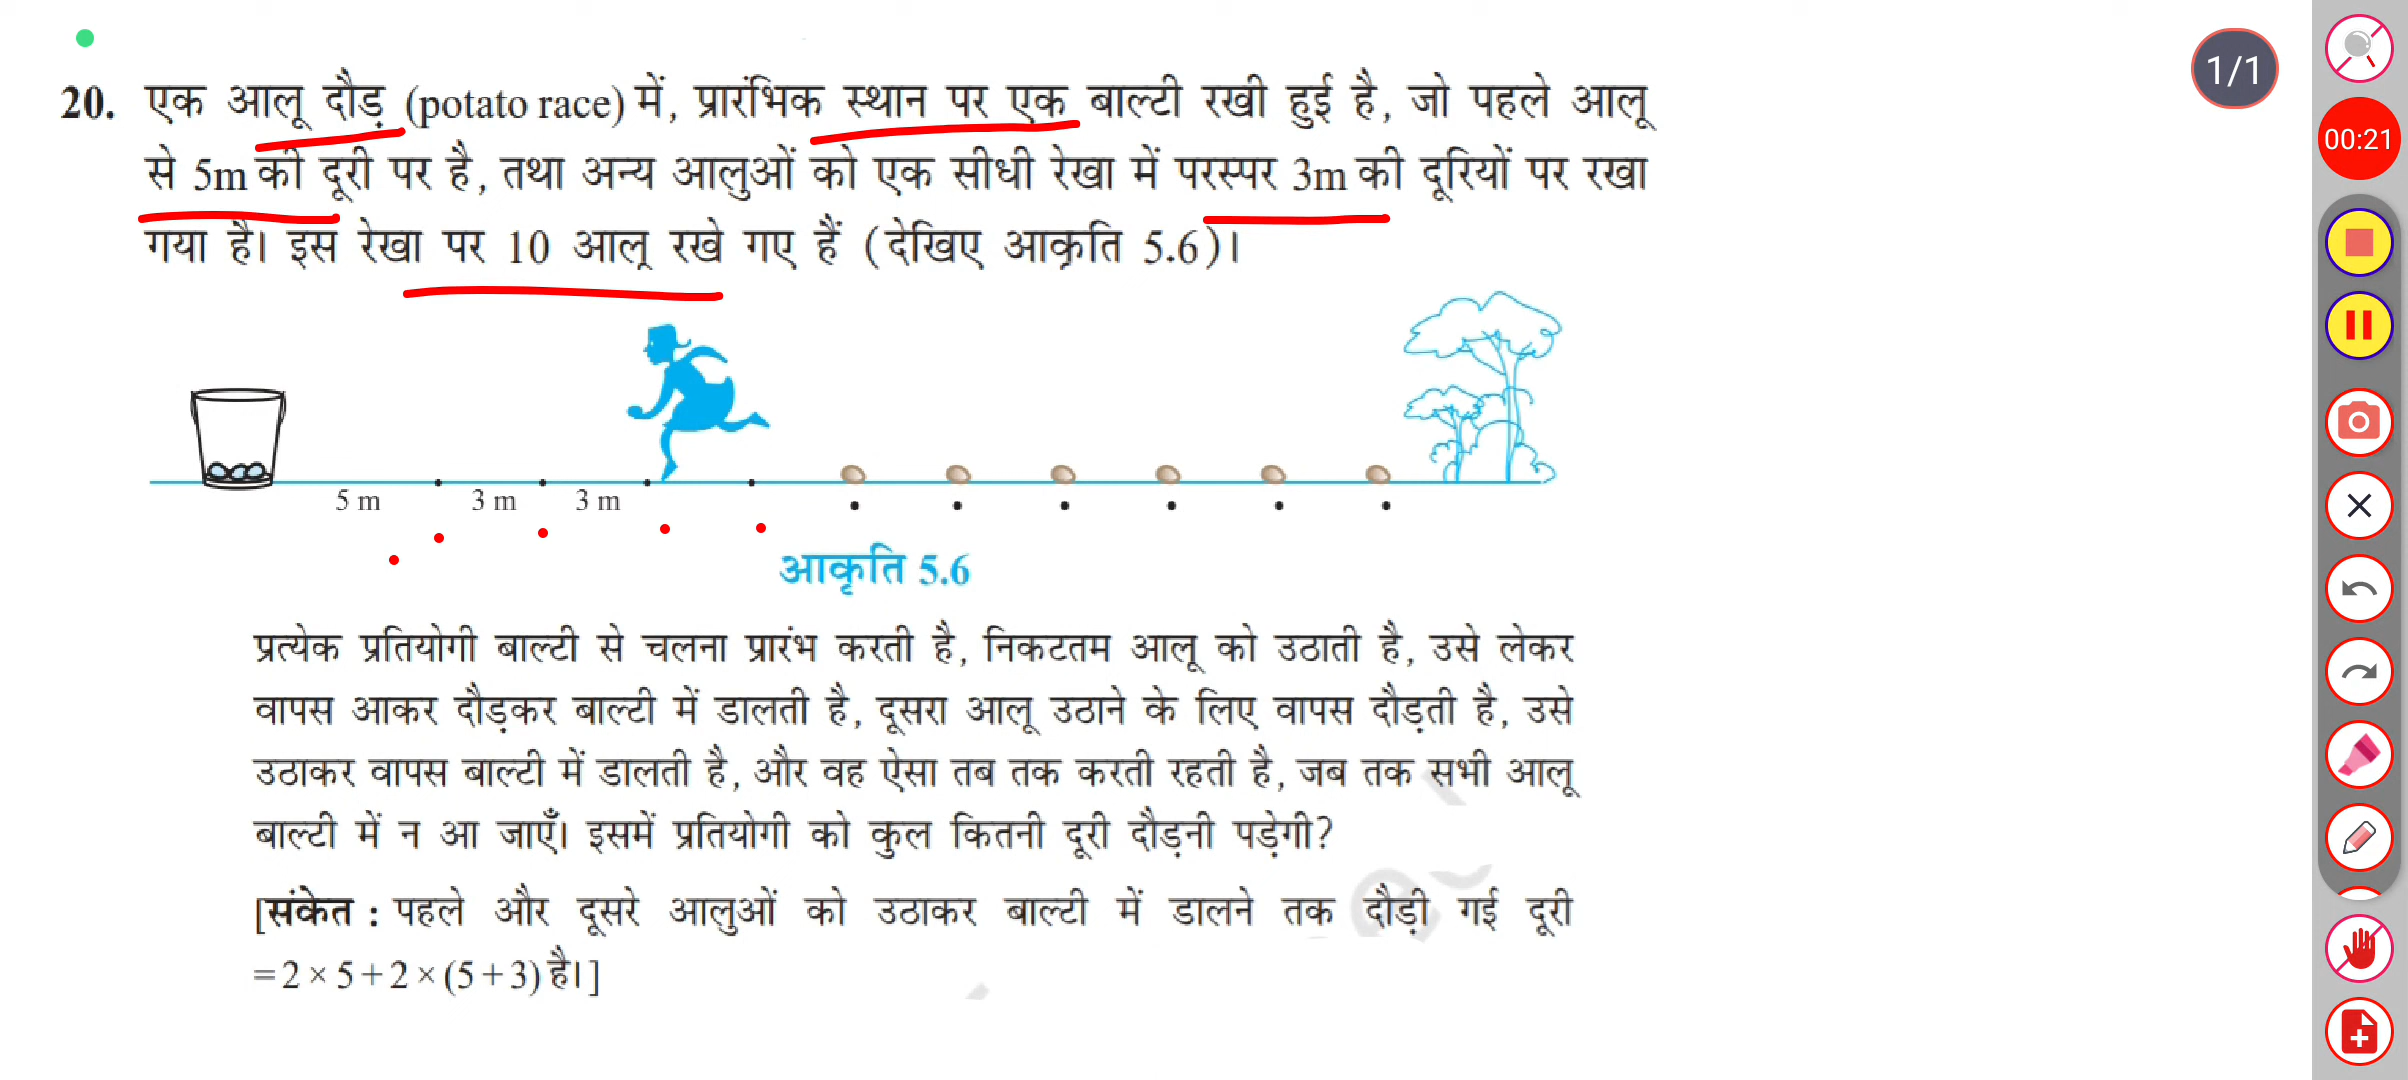 1/1
00:21
20. एक आलू दौड़ (potato race) में, प्रारंभिक स्थान पर एक बाल्टी रखी हुई है, जो पहले आलू
से 5m की दूरी पर है, तथा अन्य आलुओं को एक सीधी रेखा में परस्पर 3m की दूरियों पर रखा
गया है। इस रेखा पर 10 आलू रखे गए हैं (देखिए आकृति 5.6)।
5 m 3 m 3 m
आकृति 5.6
प्रत्येक प्रतियोगी बाल्टी से चलना प्रारंभ करती है, निकटतम आलू को उठाती है, उसे लेकर
वापस आकर दौड़कर बाल्टी में डालती है, दूसरा आलू उठाने के लिए वापस दौड़ती है, उसे
उठाकर वापस बाल्टी में डालती है, और वह ऐसा तब तक करती रहती है, जब तक सभी आलू
बाल्टी में न आ जाएँ। इसमें प्रतियोगी को कुल कितनी दूरी दौड़नी पड़ेगी?
[संकेत : पहले और दूसरे आलुओं को उठाकर बाल्टी में डालने तक दौड़ी गई दूरी
= 2 × 5 + 2 × (5 + 3) है।]